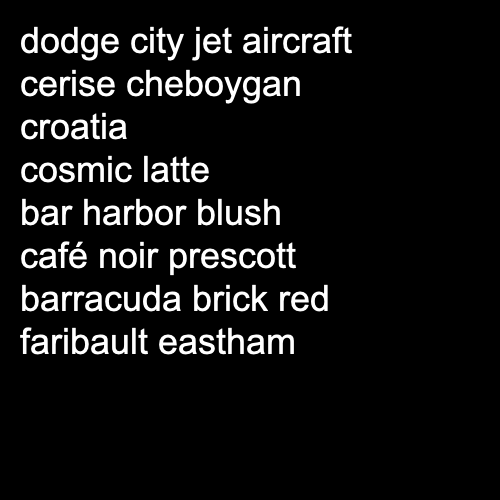 dodge city jet aircraft
cerise cheboygan
croatia
cosmic latte
bar harbor blush
café noir prescott
barracuda brick red
faribault eastham